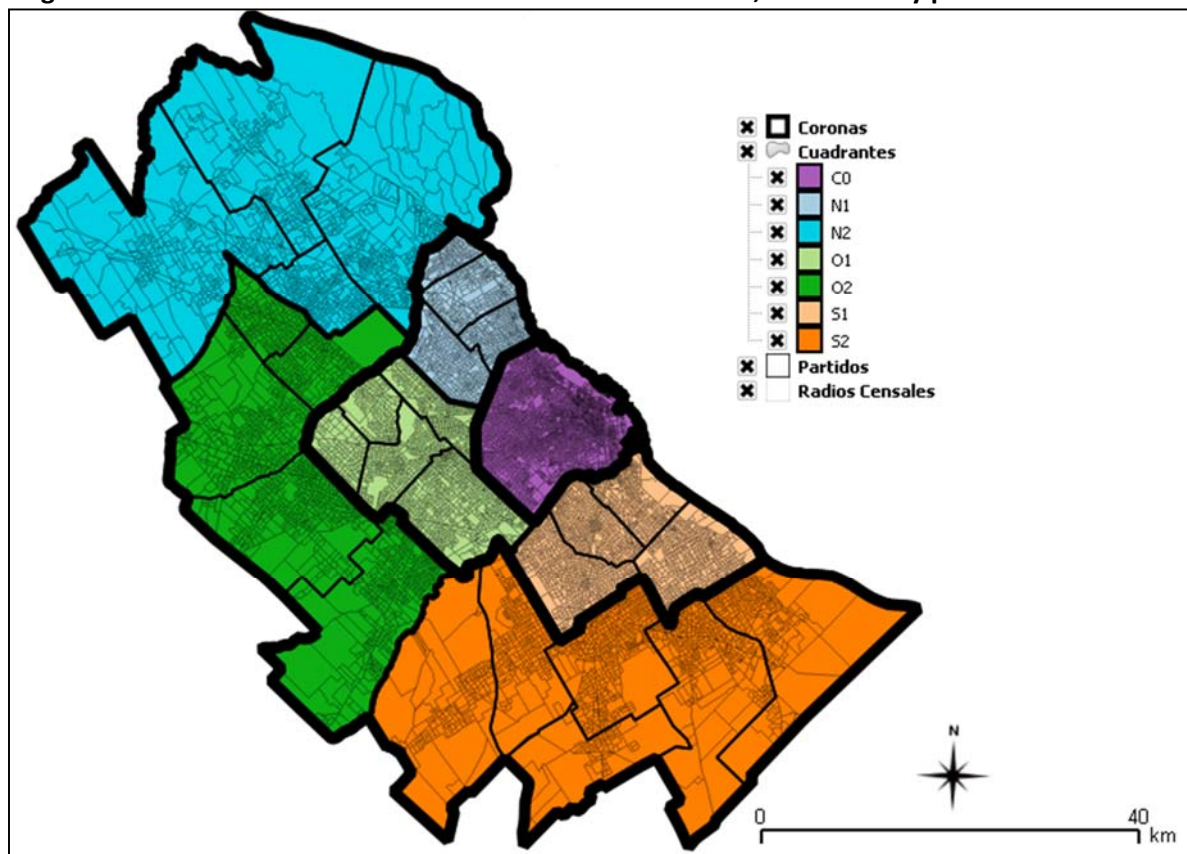 Coronas
Cuadrantes
C0
N1
N2
O1
O2
S1
S2
Partidos
Radios Censales
N
0
40
km